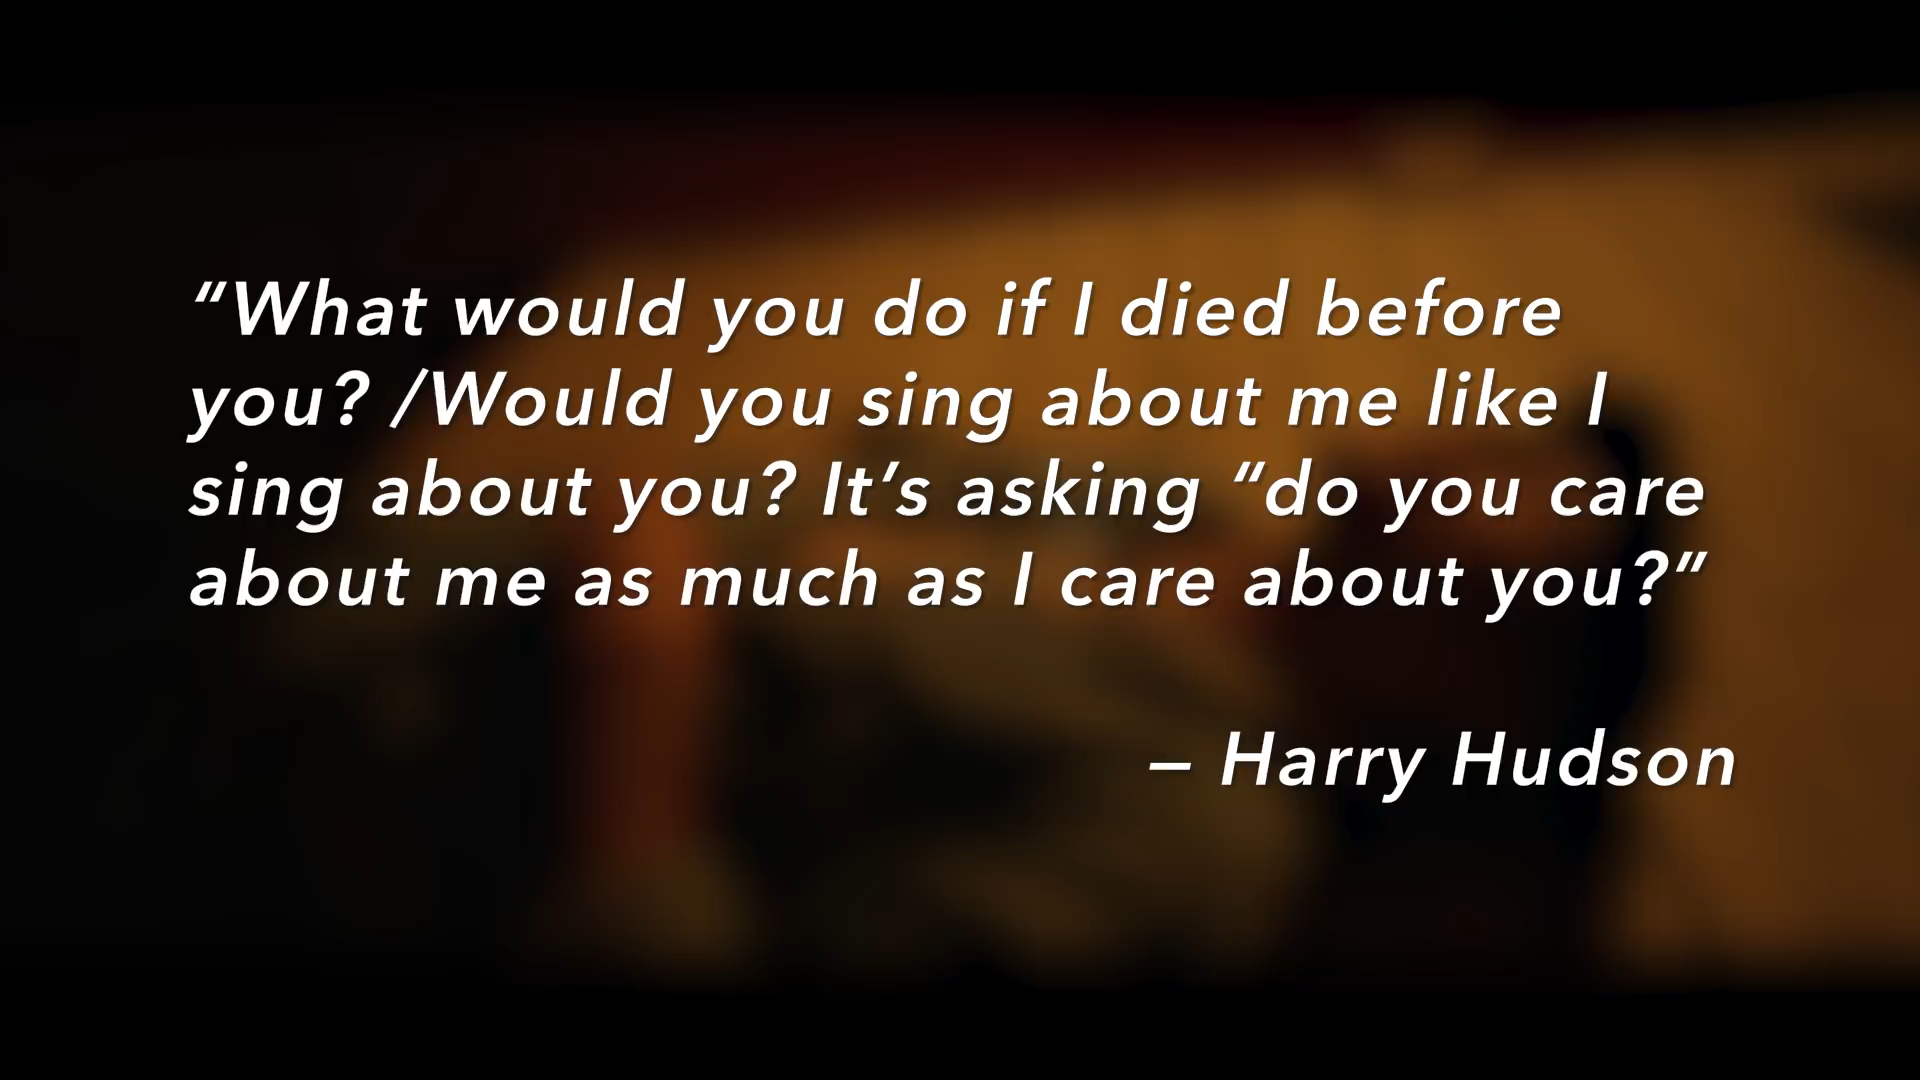 “What would you do if I died before
you? /Would you sing about me like I
sing about you? It’s asking “do you care
about me as much as I care about you?”
– Harry Hudson